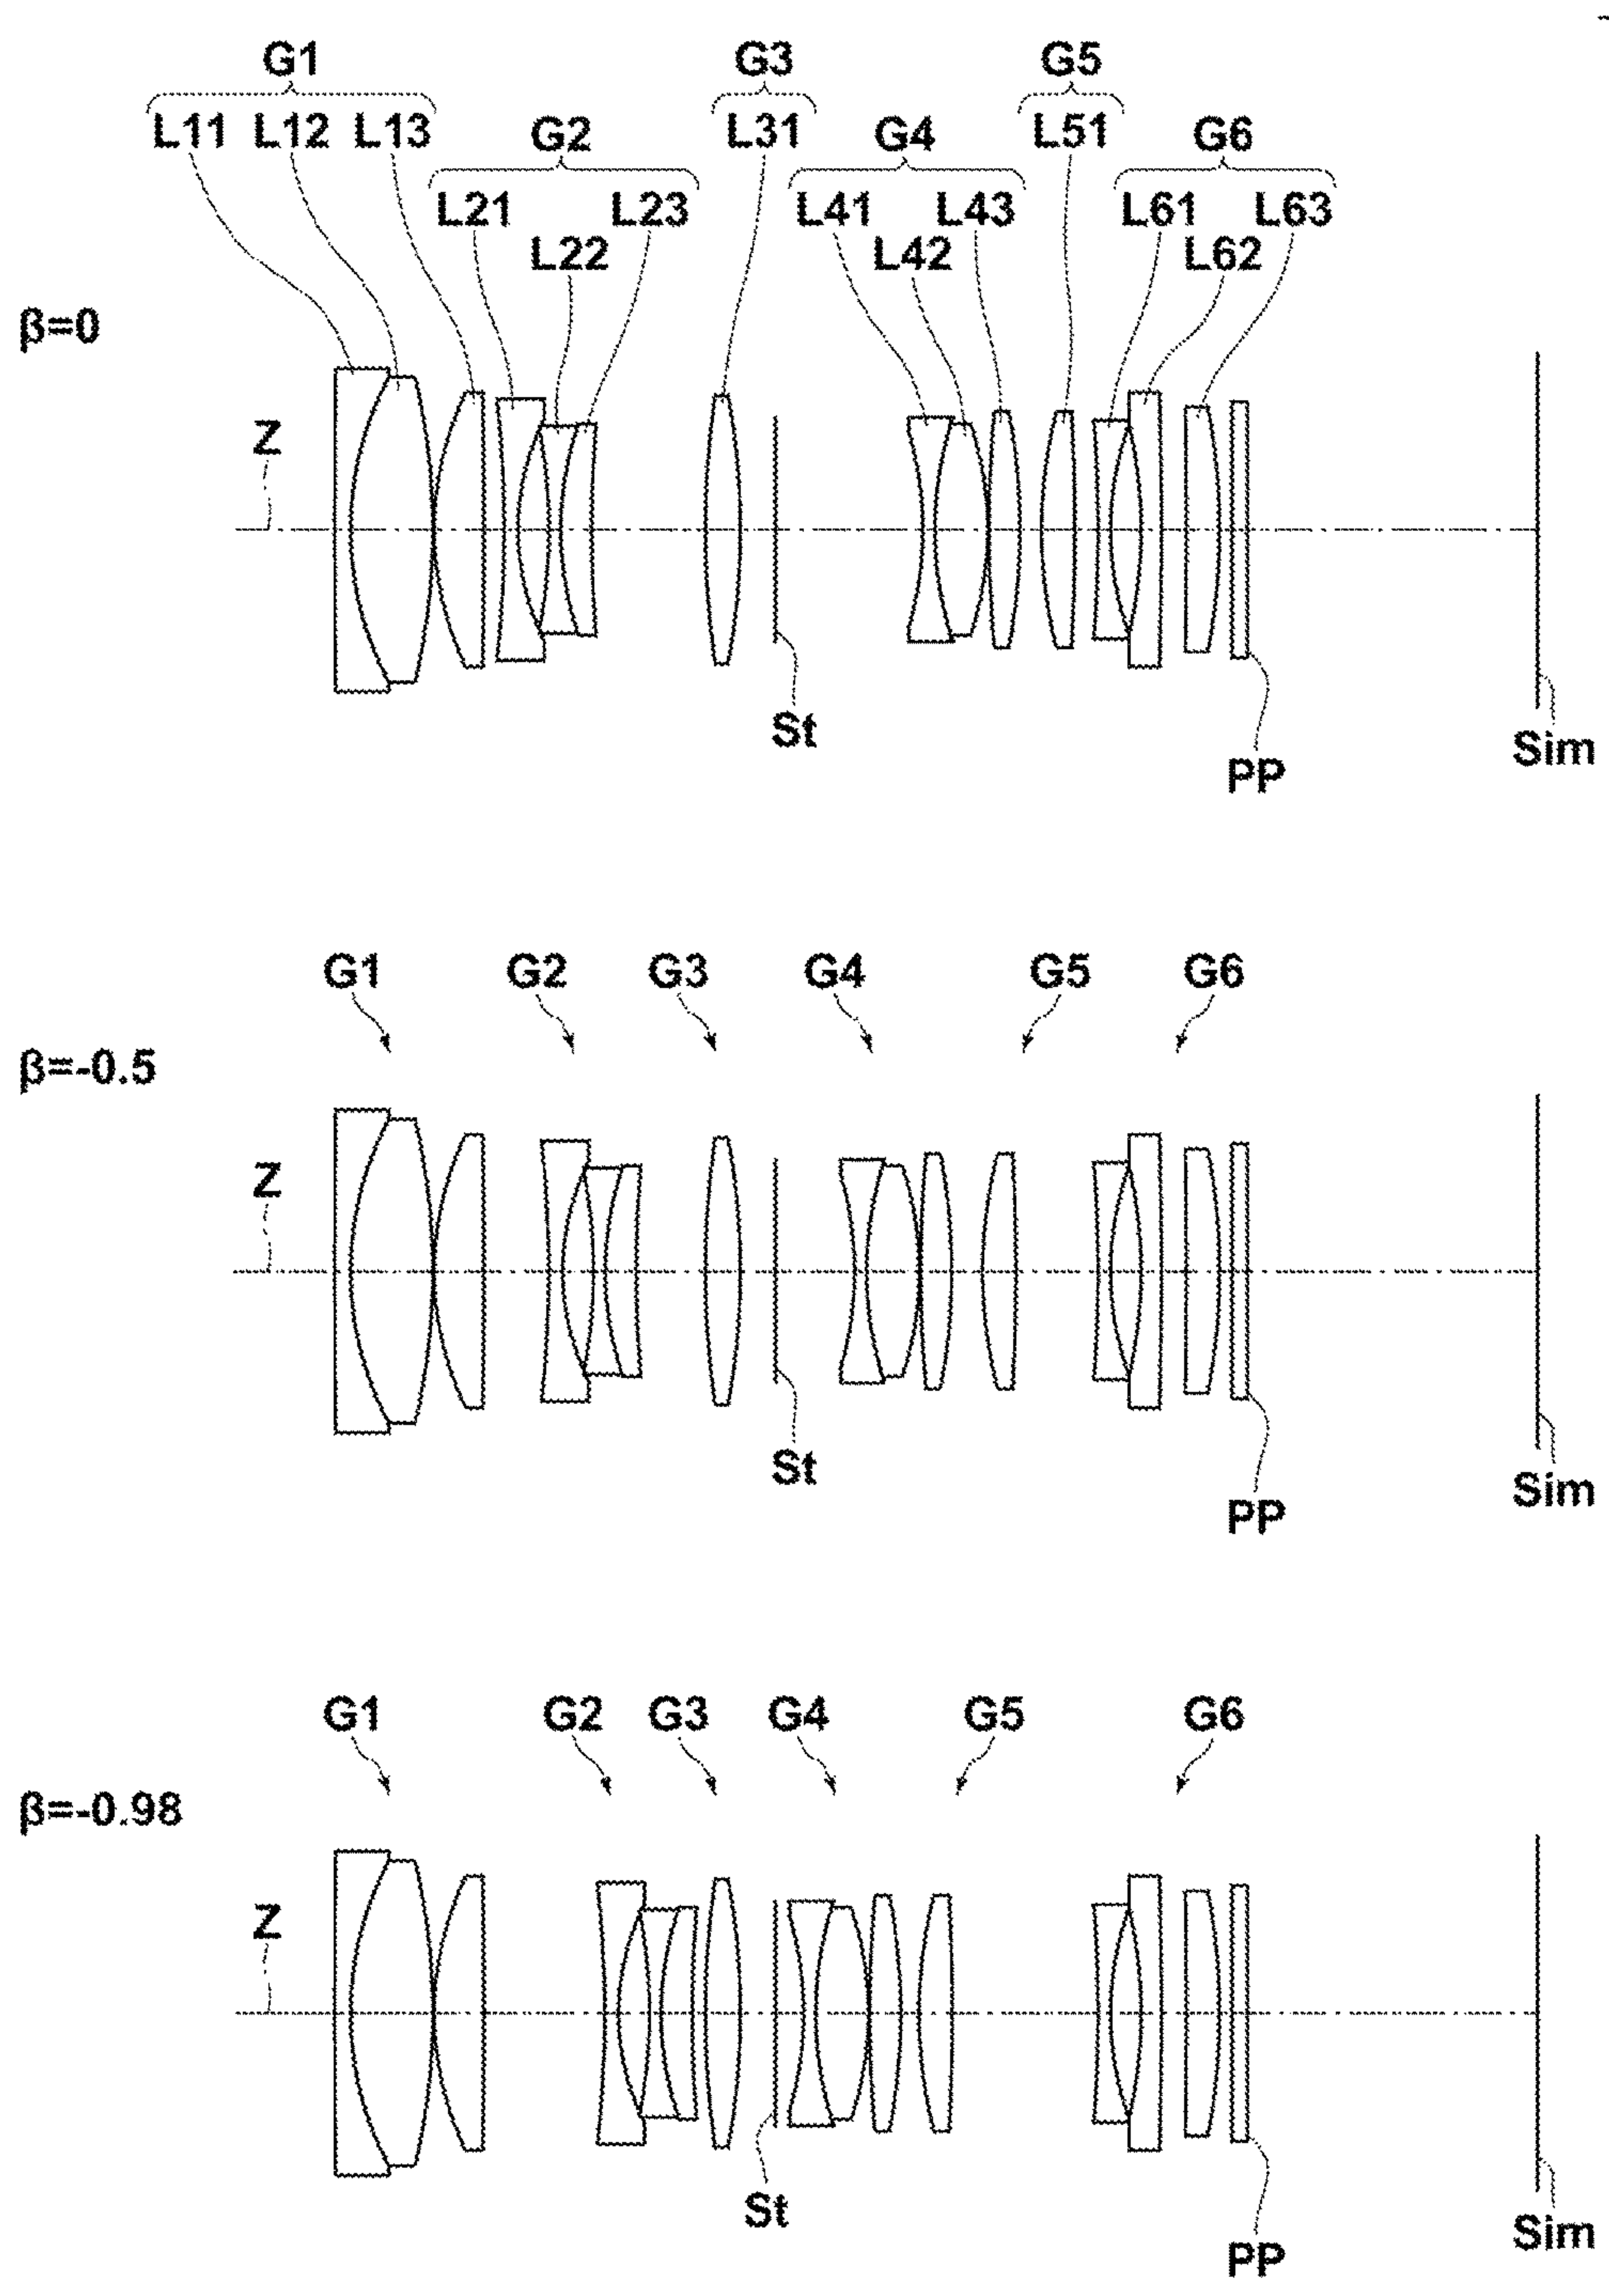 G1 G3 G5
L11 L12 L13 G2 L31 G4 L51 G6
L21 L23 L41 L43 L61 L63
L22 L42 L62
β=0
Z
St
Sim
PP
G1 G2 G3 G4 G5 G6
β=-0.5
Z
St
Sim
PP
G1 G2 G3 G4 G5 G6
β=-0.98
Z
St
Sim
PP